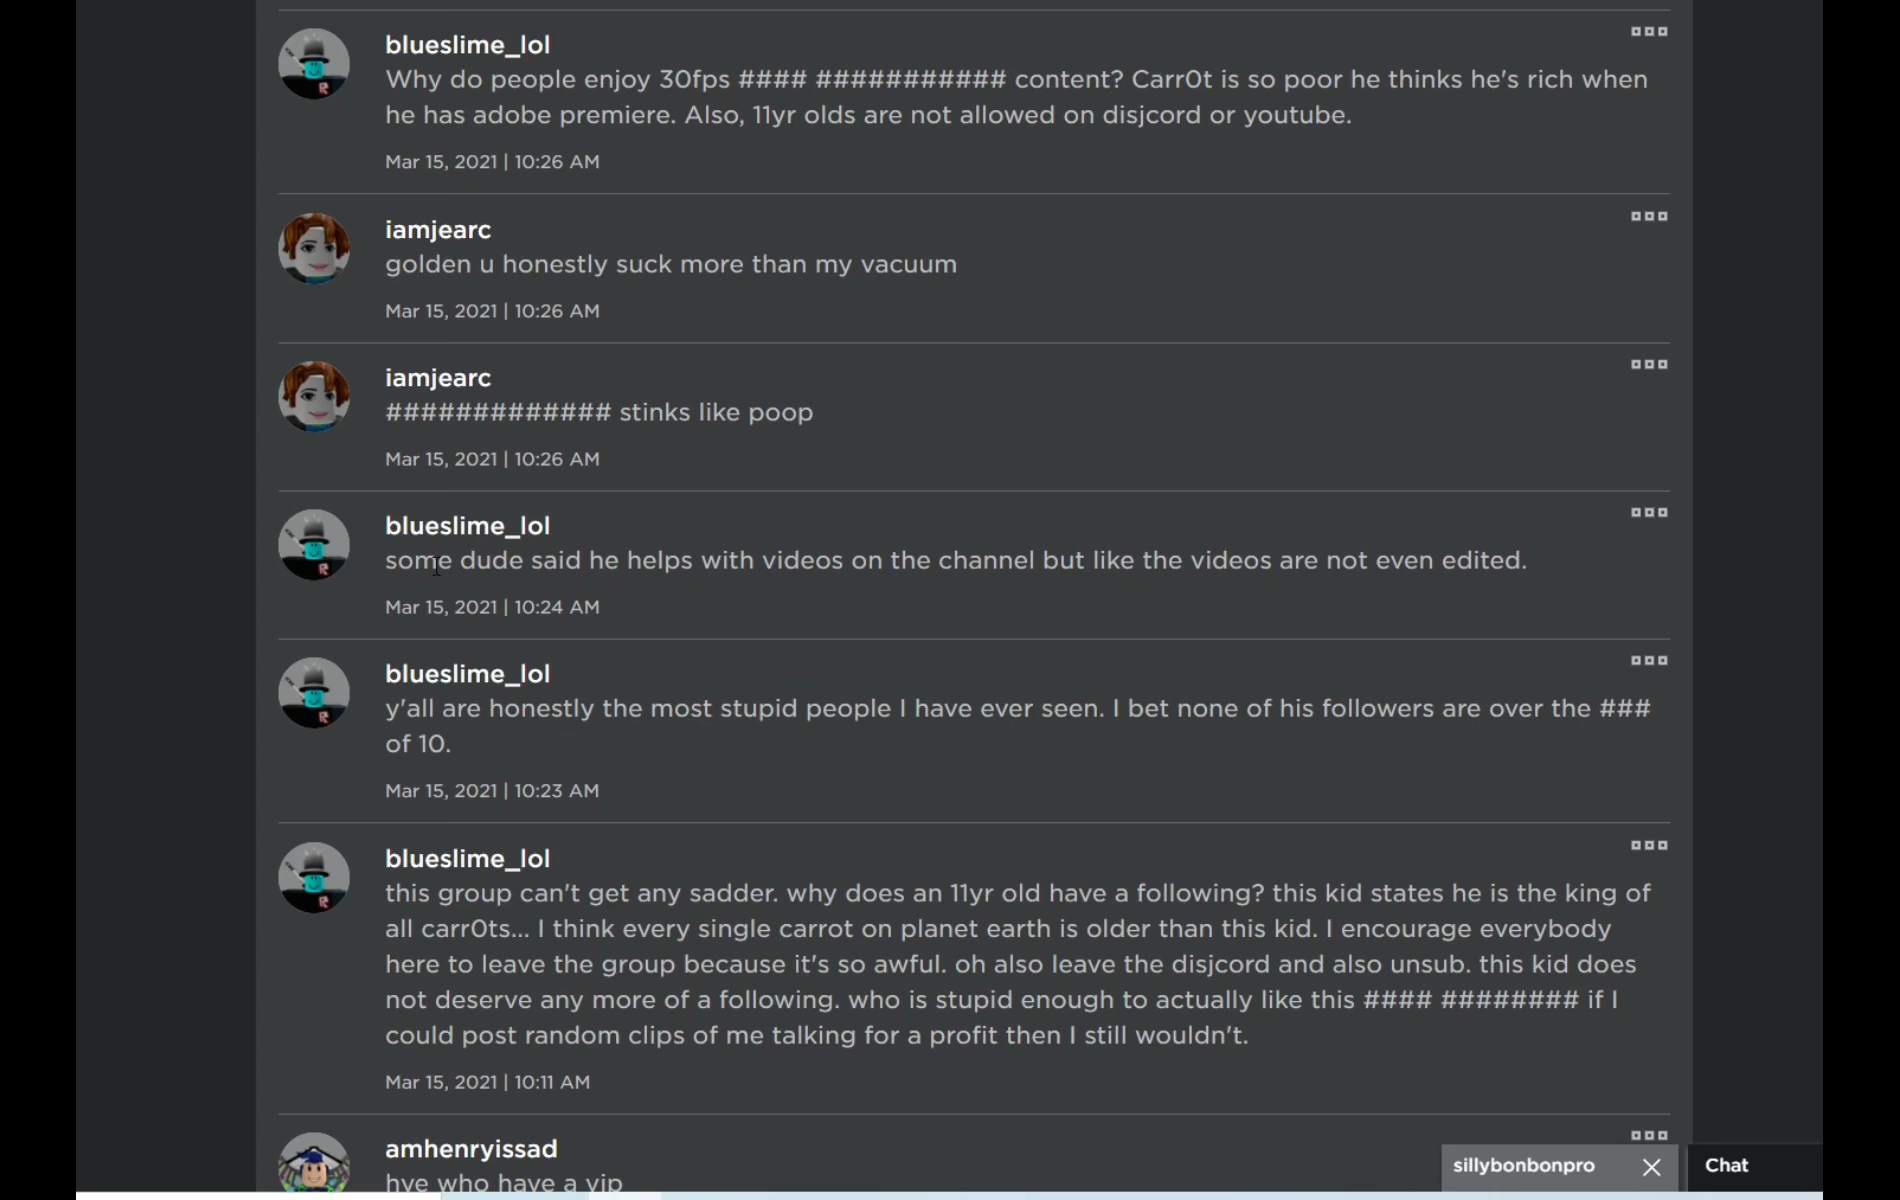 blueslime_lol
Why do people enjoy 30fps #### ########### content? Carr0t is so poor he thinks he's rich when
he has adobe premiere. Also, 11yr olds are not allowed on disjcord or youtube.
Mar 15, 2021 | 10:26 AM
iamjearc
golden u honestly suck more than my vacuum
Mar 15, 2021 | 10:26 AM
iamjearc
############# stinks like poop
Mar 15, 2021 | 10:26 AM
blueslime_lol
some dude said he helps with videos on the channel but like the videos are not even edited.
Mar 15, 2021 | 10:24 AM
blueslime_lol
y'all are honestly the most stupid people I have ever seen. I bet none of his followers are over the ###
of 10.
Mar 15, 2021 | 10:23 AM
blueslime_lol
this group can't get any sadder. why does an 11yr old have a following? this kid states he is the king of
all carr0ts... I think every single carrot on planet earth is older than this kid. I encourage everybody
here to leave the group because it's so awful. oh also leave the disjcord and also unsub. this kid does
not deserve any more of a following. who is stupid enough to actually like this #### ######## if I
could post random clips of me talking for a profit then I still wouldn't.
Mar 15, 2021 | 10:11 AM
amhenryissad
hye who have a vip
sillybonbonpro
Chat